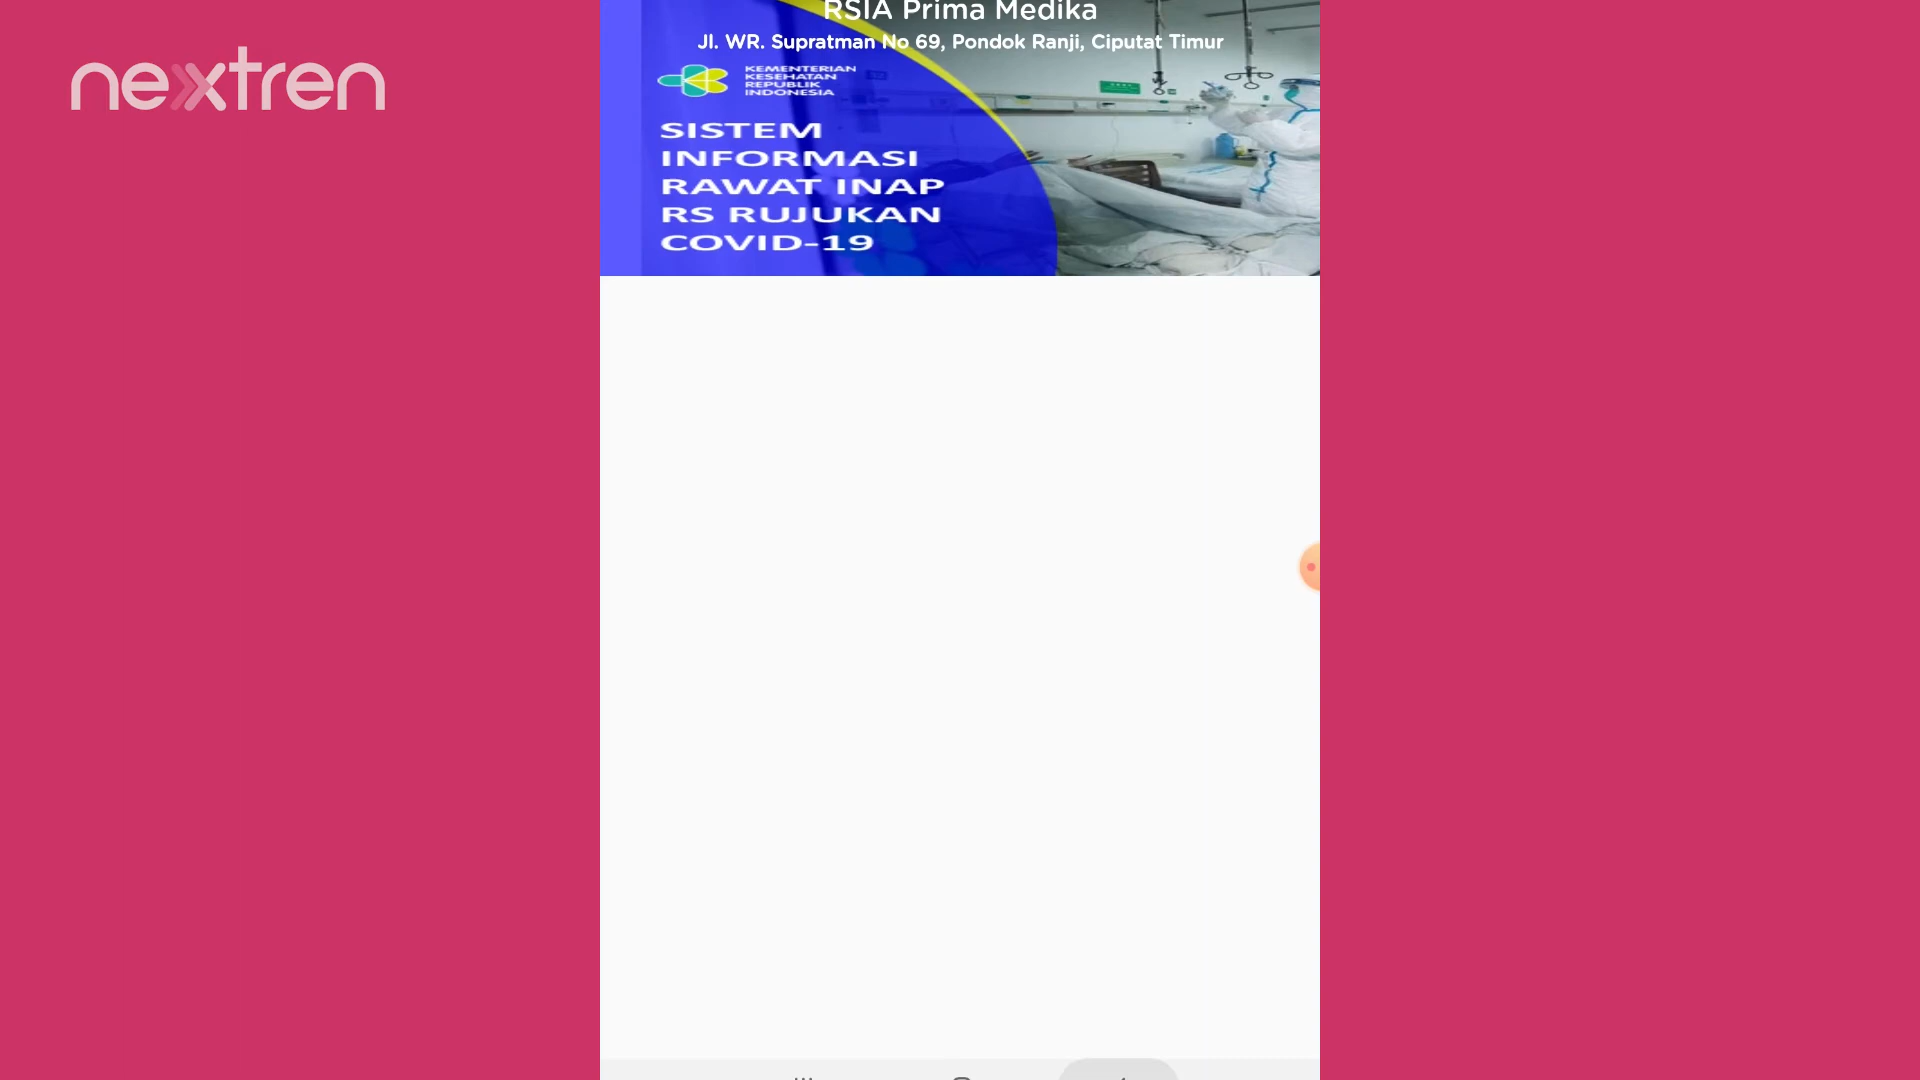 nextren
RSIA Prima Medika
Jl. WR. Supratman No 69, Pondok Ranji, Ciputat Timur
KEMENTERIAN
KESEHATAN
REPUBLIK
INDONESIA
SISTEM
INFORMASI
RAWAT INAP
RS RUJUKAN
COVID-19